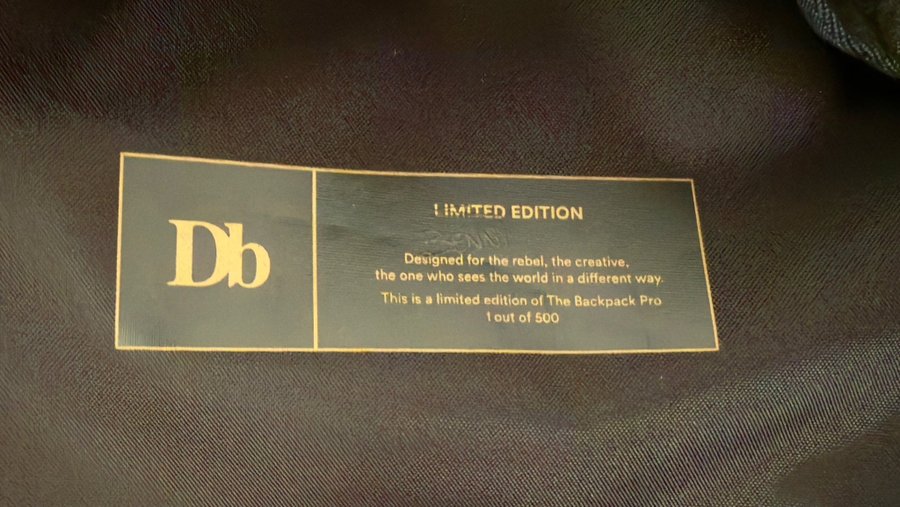 Db
LIMITED EDITION
Designed for the rebel, the creative,
the one who sees the world in a different way.
This is a limited edition of The Backpack Pro
1 out of 500